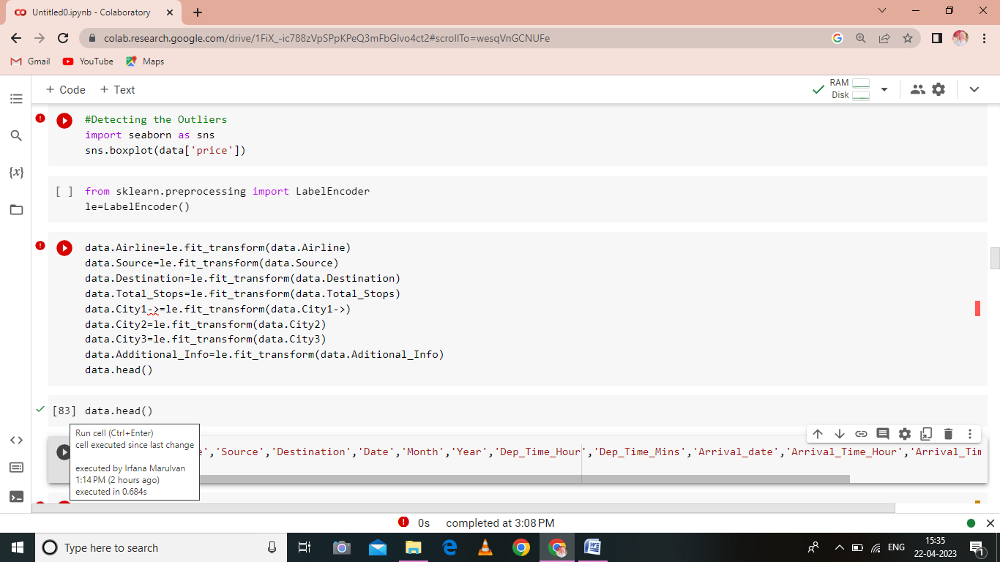 Untitled0.ipynb - Colaboratory
colab.research.google.com/drive/1FiX_-ic788zVpSPpKPeQ3mFbGIvo4ct2#scrollTo=wesqVnGCNUFe
Gmail YouTube Maps
+ Code + Text
RAM
Disk
#Detecting the Outliers
import seaborn as sns
sns.boxplot(data['price'])
{x}
[ ] from sklearn.preprocessing import LabelEncoder
le=LabelEncoder()
data.Airline=le.fit_transform(data.Airline)
data.Source=le.fit_transform(data.Source)
data.Destination=le.fit_transform(data.Destination)
data.Total_Stops=le.fit_transform(data.Total_Stops)
data.City1->=le.fit_transform(data.City1->)
data.City2=le.fit_transform(data.City2)
data.City3=le.fit_transform(data.City3)
data.Additional_Info=le.fit_transform(data.Aditional_Info)
data.head()
[83] data.head()
Run cell (Ctrl+Enter)
cell executed since last change
executed by Irfana Marulvan
1:14 PM (2 hours ago)
executed in 0.684s
e','Source','Destination','Date','Month','Year','Dep_Time_Hour','Dep_Time_Mins','Arrival_date','Arrival_Time_Hour','Arrival_Tim
0s completed at 3:08 PM
Type here to search
ENG
15:35
22-04-2023
1